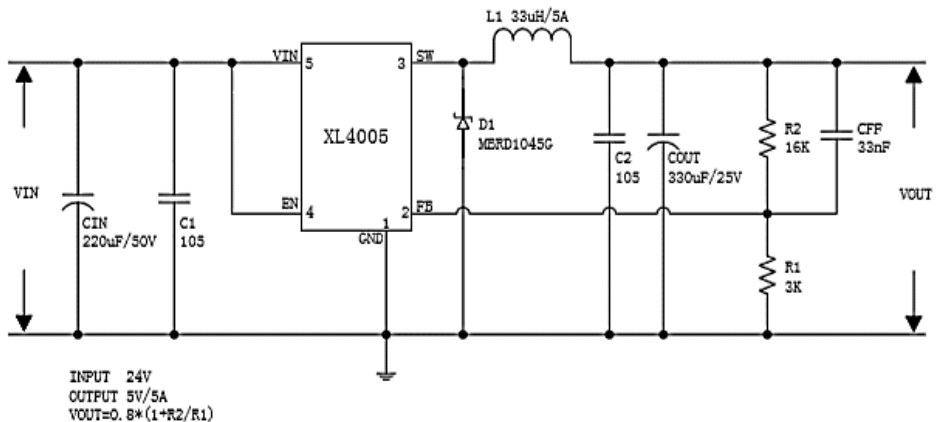 L1 33uH/5A
VIN
5
3
SW
XL4005
D1
MBRD1045G
C2
105
COUT
330uF/25V
R2
16K
CFF
33nF
VIN
CIN
220uF/50V
C1
105
EN
4
1
GND
2
FB
R1
3K
VOUT
INPUT 24V
OUTPUT 5V/5A
VOUT=0.8*(1+R2/R1)